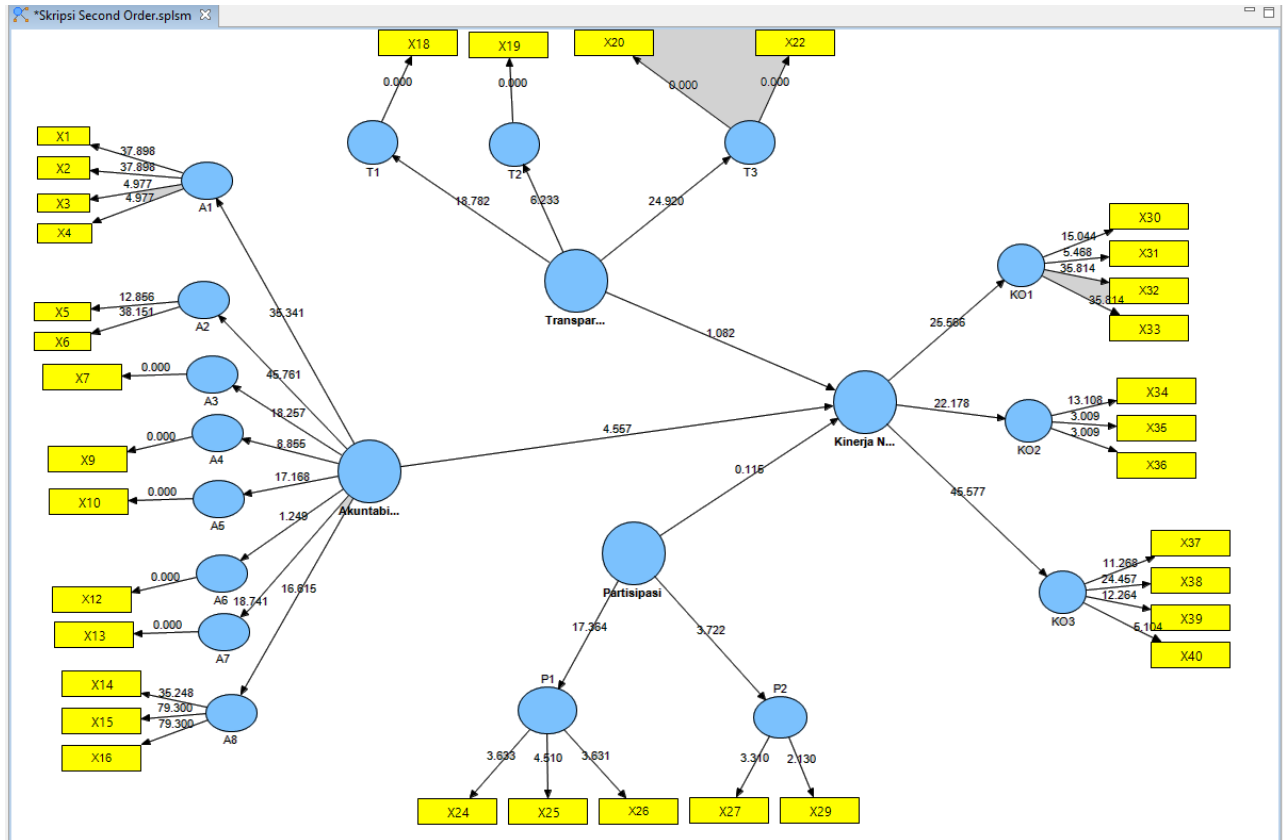 *Skripsi Second Order.splsm
X18
X19
X20
X22
0.000
0.000
0.000
0.000
T1
T2
T3
18.782
6.233
24.920
Transpar...
1.082
X1
X2
X3
X4
37.898
37.898
4.977
4.977
A1
35.341
X5
X6
12.856
38.151
A2
45.761
X7
0.000
A3
18.257
X9
0.000
A4
8.855
X10
0.000
A5
17.168
Akuntabi...
4.557
X12
0.000
A6
1.249
X13
0.000
A7
18.741
X14
X15
X16
35.248
79.300
79.300
A8
16.615
Partisipasi
0.115
17.364
3.722
P1
P2
3.633
4.510
3.631
3.310
2.130
X24
X25
X26
X27
X29
Kinerja N...
25.566
22.178
45.577
KO1
15.044
5.468
35.814
35.814
X30
X31
X32
X33
KO2
13.108
3.009
3.009
X34
X35
X36
KO3
11.268
24.457
12.264
5.104
X37
X38
X39
X40